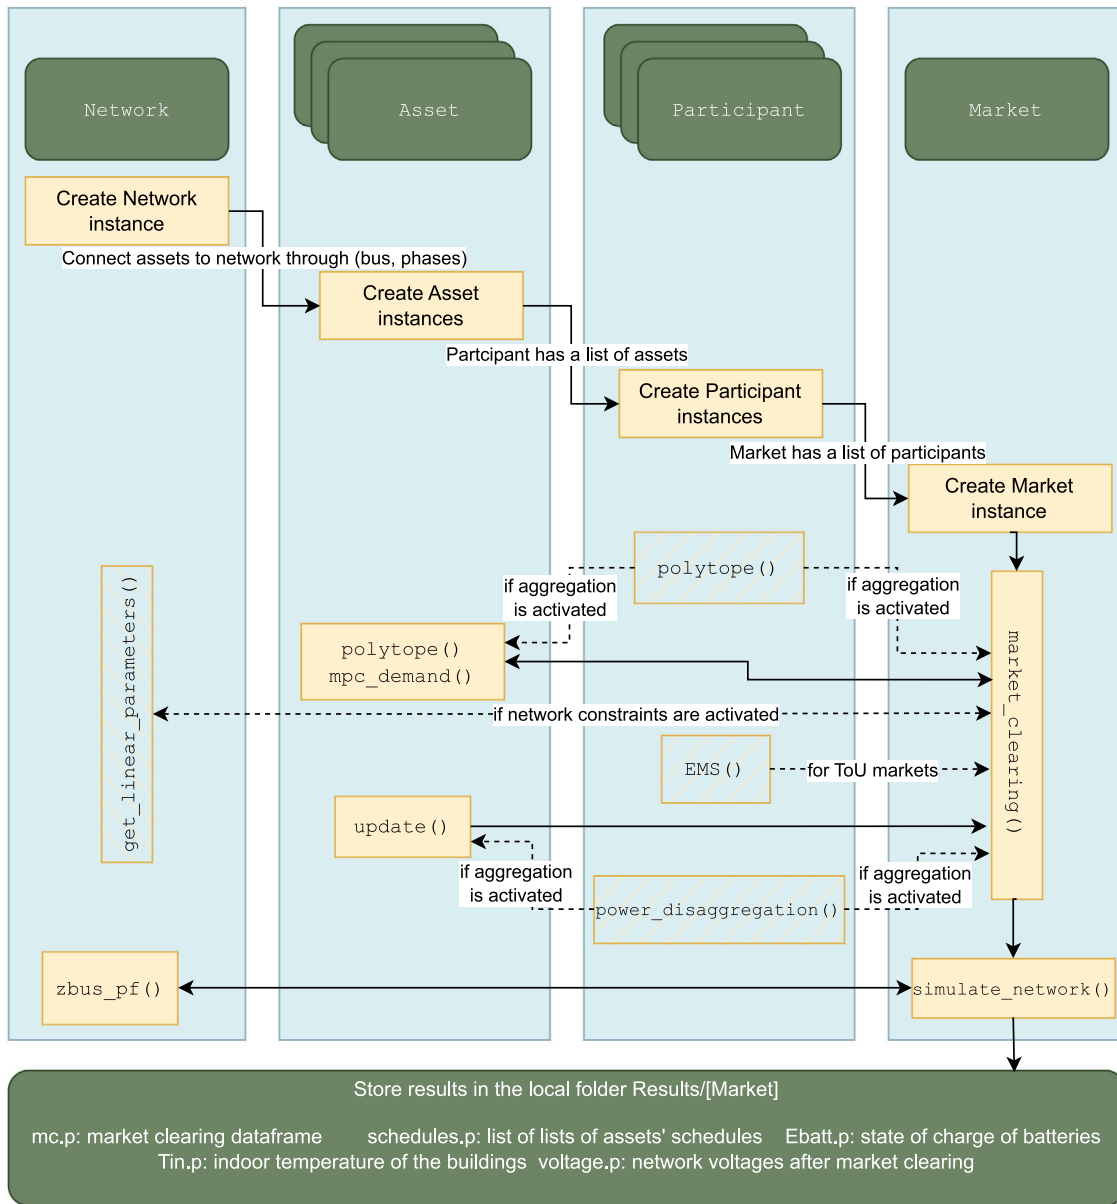 Network
Asset
Participant
Market
Create Network
instance
Connect assets to network through (bus, phases)
Create Asset
instances
Partcipant has a list of assets
Create Participant
instances
Market has a list of participants
Create Market
instance
polytope()
if aggregation
is activated
if aggregation
is activated
get_linear_parameters()
polytope()
mpc_demand()
market_clearing()
if network constraints are activated
EMS()
for ToU markets
update()
if aggregation
is activated
if aggregation
is activated
power_disaggregation()
zbus_pf()
simulate_network()
Store results in the local folder Results/[Market]
mc.p: market clearing dataframe schedules.p: list of lists of assets' schedules Ebatt.p: state of charge of batteries
Tin.p: indoor temperature of the buildings voltage.p: network voltages after market clearing